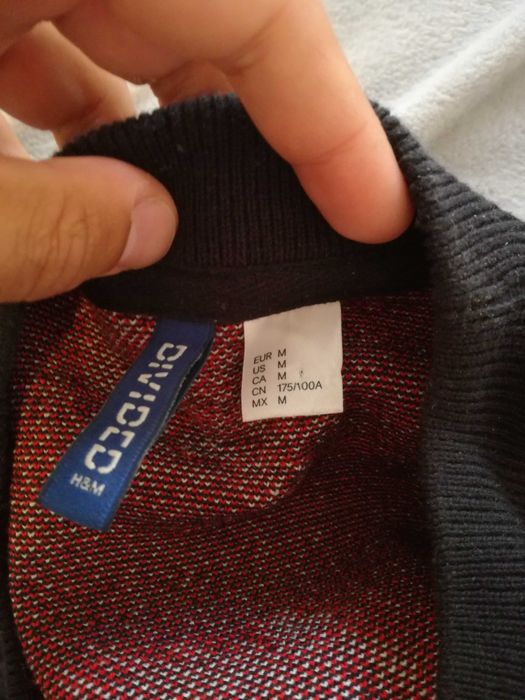 DIVIDED
H&M
EUR M
US M
CA M
CN 175/100A
MX M